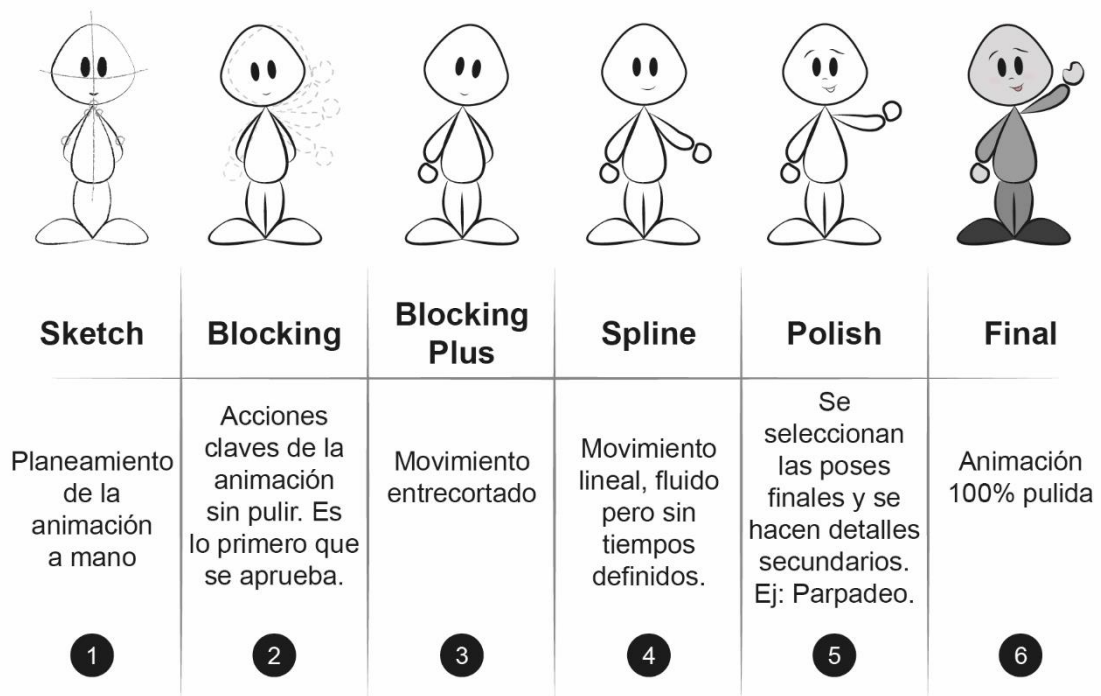 Sketch
Blocking
Blocking
Plus
Spline
Polish
Final
Planeamiento
de la
animación
a mano
Acciones
claves de la
animación
sin pulir. Es
lo primero que
se aprueba.
Movimiento
entrecortado
Movimiento
lineal, fluido
pero sin
tiempos
definidos.
Se
seleccionan
las poses
finales y se
hacen detalles
secundarios.
Ej: Parpadeo.
Animación
100% pulida
1
2
3
4
5
6